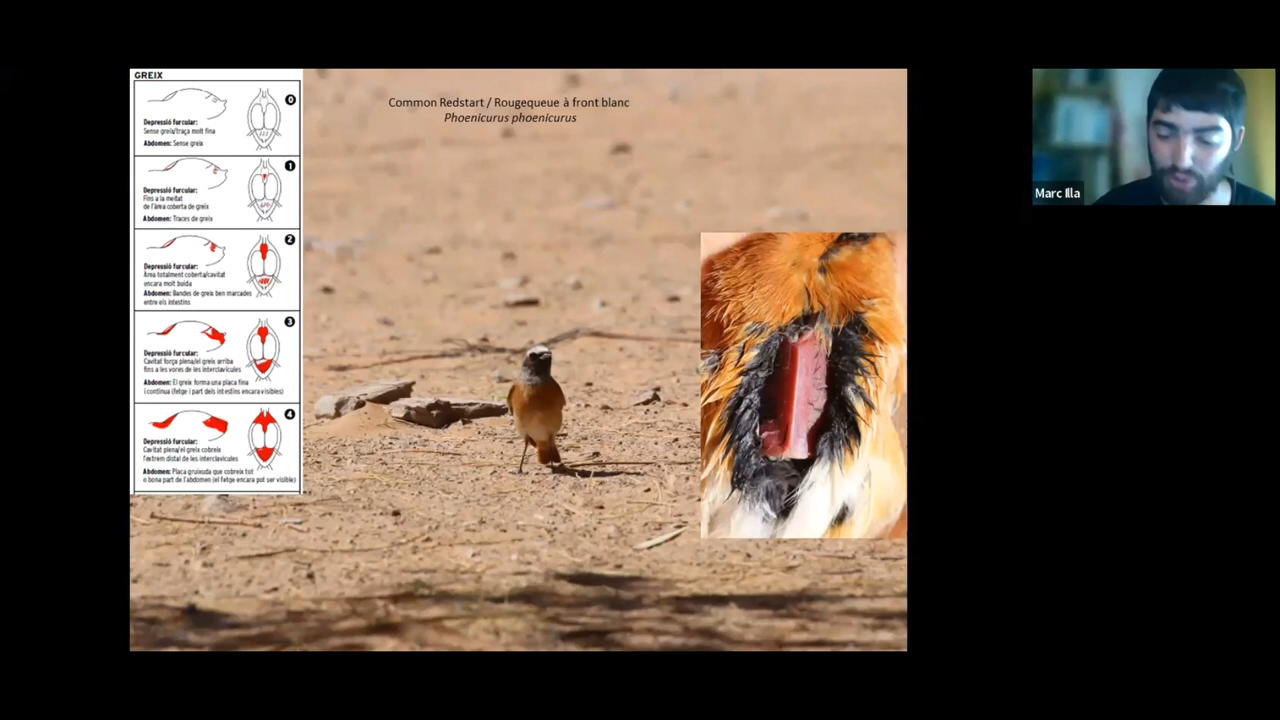 GREIX
0
Depressió furcular:
Sense greix/traça molt fina
Abdomen: Sense greix
1
Depressió furcular:
Fins a la meitat
de l'àrea coberta de greix
Abdomen: Traces de greix
2
Depressió furcular:
Àrea totalment coberta/cavitat
encara molt buida
Abdomen: Bandes de greix ben marcades
entre els intestins
3
Depressió furcular:
Cavitat força plena/el greix arriba
fins a les vores de les interclavícules
Abdomen: El greix forma una placa fina
i contínua (fetge i part dels intestins encara visibles)
4
Depressió furcular:
Cavitat plena/el greix cobreix
l'extrem distal de les interclavícules
Abdomen: Placa gruixuda que cobreix tot
o bona part de l'abdomen (el fetge encara pot ser visible)
Common Redstart / Rougequeue à front blanc
Phoenicurus phoenicurus
Marc Illa